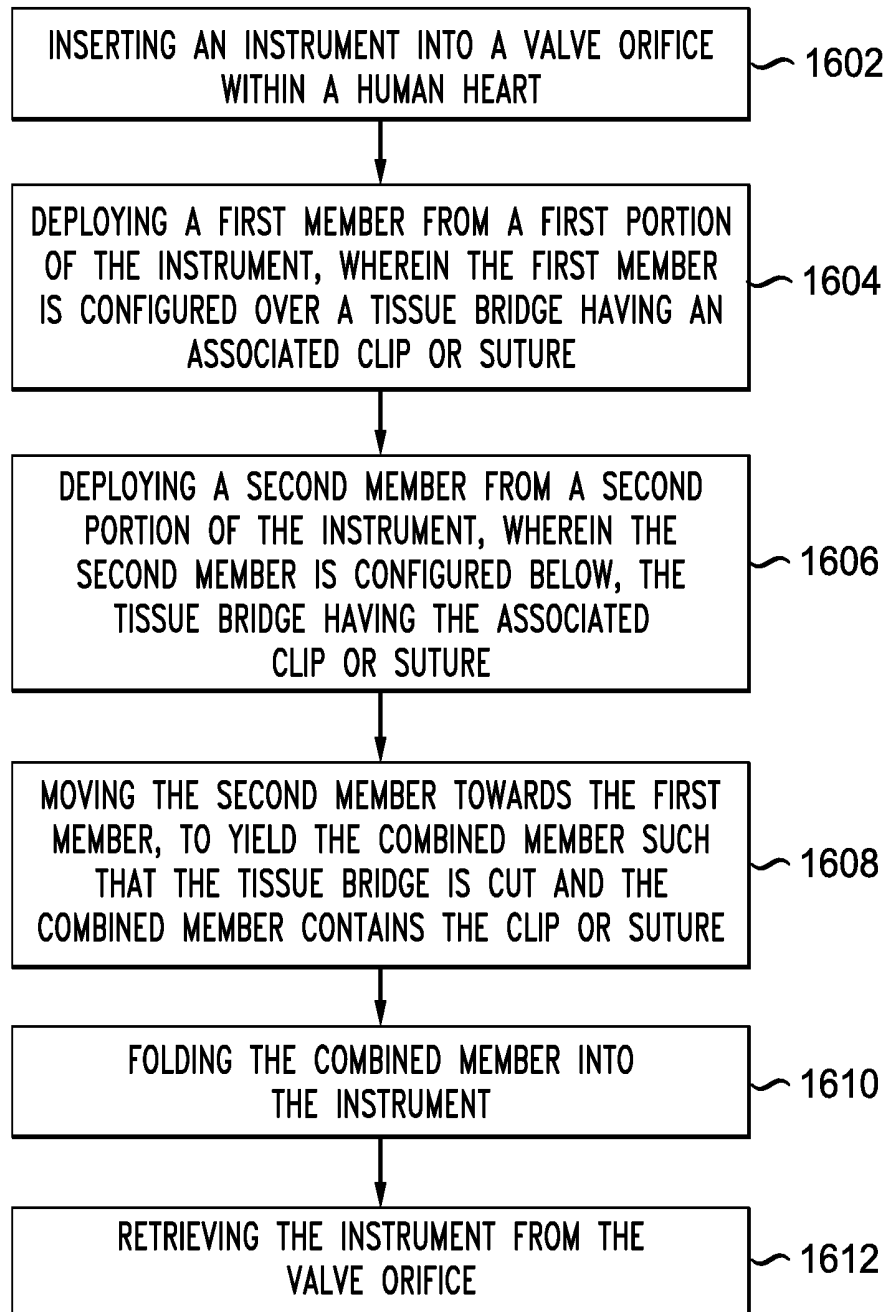 INSERTING AN INSTRUMENT INTO A VALVE ORIFICE
WITHIN A HUMAN HEART
1602
DEPLOYING A FIRST MEMBER FROM A FIRST PORTION
OF THE INSTRUMENT, WHEREIN THE FIRST MEMBER
IS CONFIGURED OVER A TISSUE BRIDGE HAVING AN
ASSOCIATED CLIP OR SUTURE
1604
DEPLOYING A SECOND MEMBER FROM A SECOND
PORTION OF THE INSTRUMENT, WHEREIN THE
SECOND MEMBER IS CONFIGURED BELOW, THE
TISSUE BRIDGE HAVING THE ASSOCIATED
CLIP OR SUTURE
1606
MOVING THE SECOND MEMBER TOWARDS THE FIRST
MEMBER, TO YIELD THE COMBINED MEMBER SUCH
THAT THE TISSUE BRIDGE IS CUT AND THE
COMBINED MEMBER CONTAINS THE CLIP OR SUTURE
1608
FOLDING THE COMBINED MEMBER INTO
THE INSTRUMENT
1610
RETRIEVING THE INSTRUMENT FROM THE
VALVE ORIFICE
1612